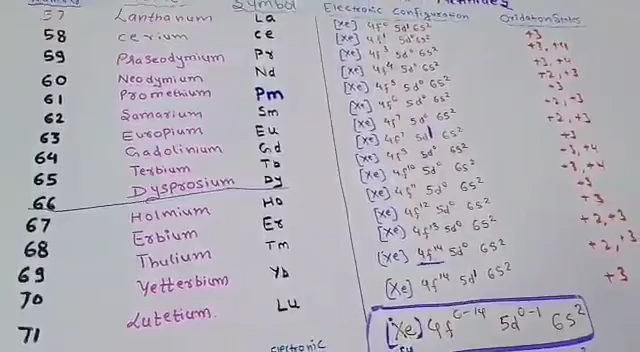 Symbol Electronic configuration Oxidation States
57 Lanthanum La [Xe] 4f⁰ 5d¹ 6s² +3
58 cerium ce [Xe] 4f¹ 5d¹ 6s² +3, +4
59 Praseodymium Pr [Xe] 4f³ 5d⁰ 6s² +3, +4
60 Neodymium Nd [Xe] 4f⁴ 5d⁰ 6s² +2, +3
61 Promethium Pm [Xe] 4f⁵ 5d⁰ 6s² +3
62 Samarium Sm [Xe] 4f⁶ 5d⁰ 6s² +2, +3
63 Europium Eu [Xe] 4f⁷ 5d⁰ 6s² +2, +3
64 Gadolinium Gd [Xe] 4f⁷ 5d¹ 6s² +3
65 Terbium Tb [Xe] 4f⁹ 5d⁰ 6s² +3, +4
66 Dysprosium Dy [Xe] 4f¹⁰ 5d⁰ 6s² +3, +4
67 Holmium Ho [Xe] 4f¹¹ 5d⁰ 6s² +3
68 Erbium Er [Xe] 4f¹² 5d⁰ 6s² +3
69 Thulium Tm [Xe] 4f¹³ 5d⁰ 6s² +2, +3
70 Yetterbium Yb [Xe] 4f¹⁴ 5d⁰ 6s² +2, +3
71 Lutetium Lu [Xe] 4f¹⁴ 5d¹ 6s² +3
[Xe] 4f⁰⁻¹⁴ 5d⁰⁻¹ 6s²
Electronic